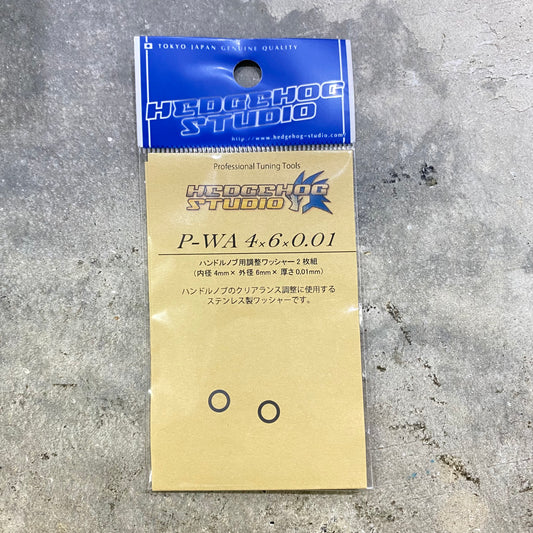 TOKYO JAPAN GENUINE QUALITY
HEDGEHOG
STUDIO
http://www.hedgehog-studio.com/
Professional Tuning Tools
HEDGEHOG
STUDIO
P-WA 4×6×0.01
ハンドルノブ用調整ワッシャー2枚組
(内径 4mm× 外径 6mm× 厚さ0.01mm)
ハンドルノブのクリアランス調整に使用する
ステンレス製ワッシャーです。